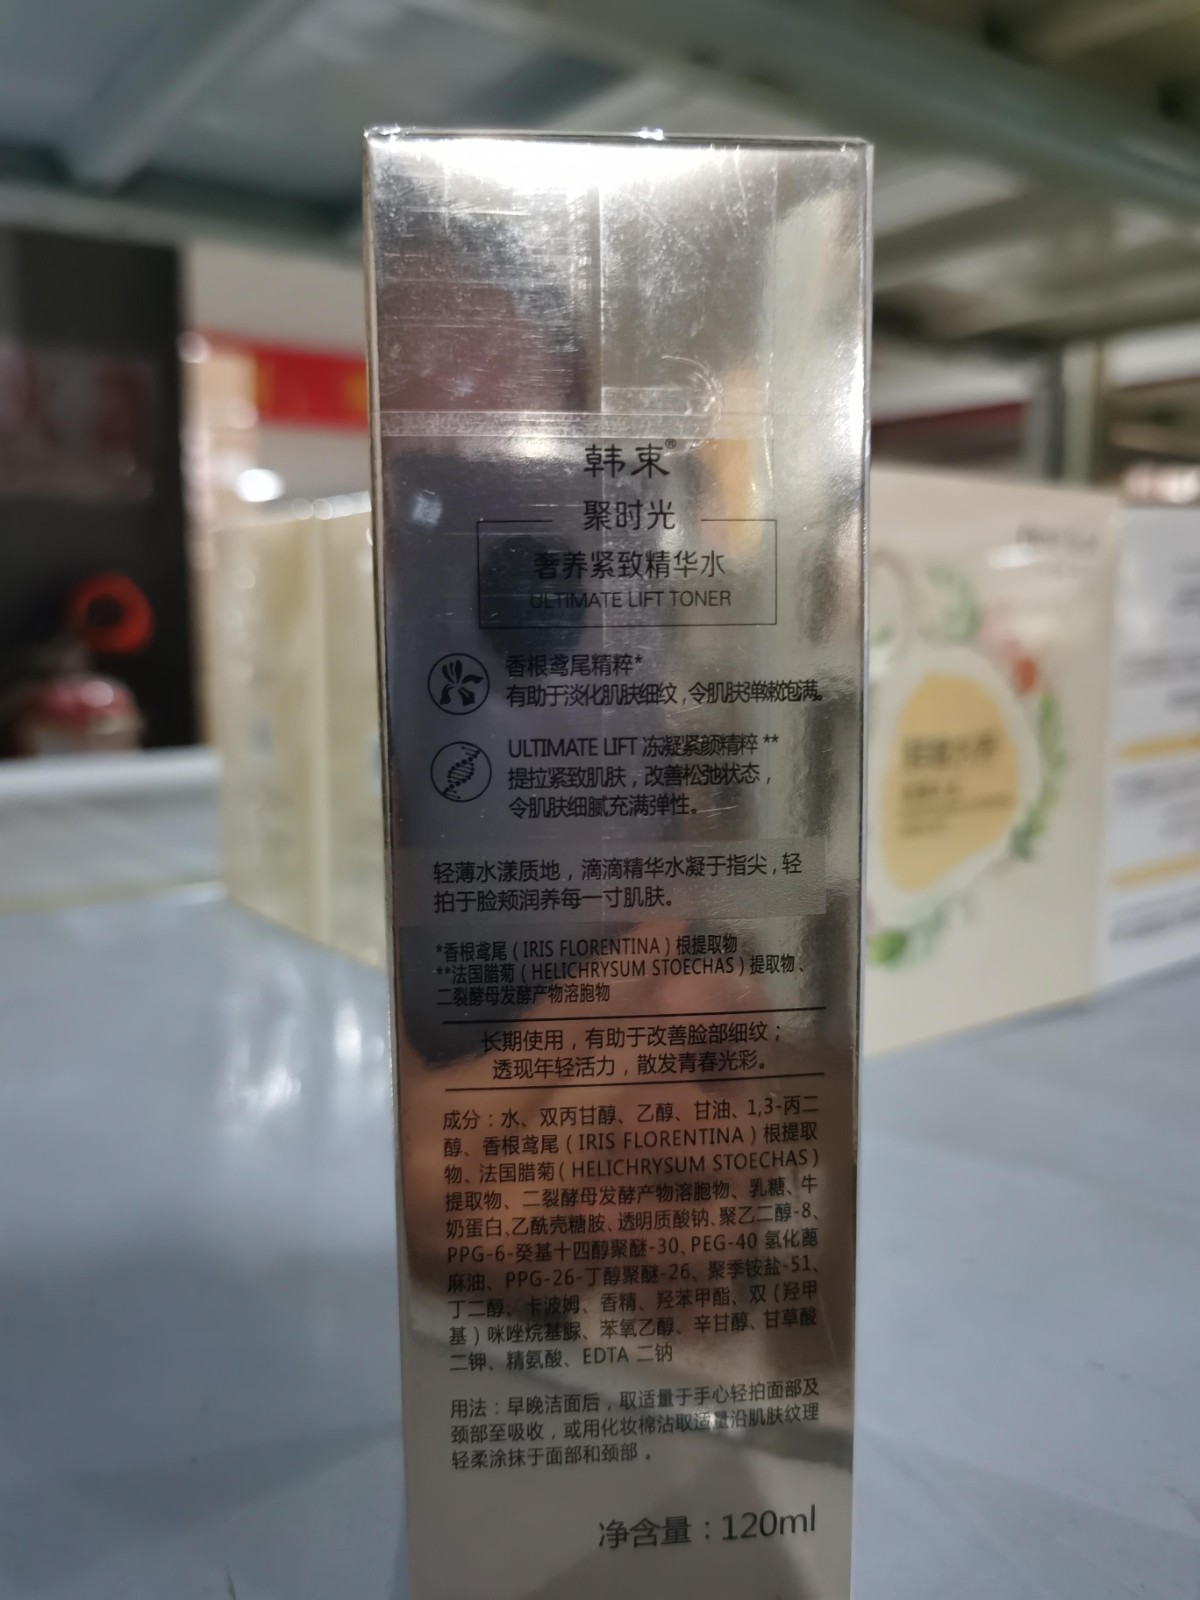 韩束®
聚时光
奢养紧致精华水
ULTIMATE LIFT TONER
香根鸢尾精粹*
有助于淡化肌肤细纹，令肌肤弹嫩饱满。
ULTIMATE LIFT 冻凝紧颜精粹**
提拉紧致肌肤，改善松弛状态，
令肌肤细腻充满弹性。
轻薄水漾质地，滴滴精华水凝于指尖，轻
拍于脸颊润养每一寸肌肤。
*香根鸢尾（IRIS FLORENTINA）根提取物
**法国腊菊（HELICHRYSUM STOECHAS）提取物、
二裂酵母发酵产物溶胞物
长期使用，有助于改善脸部细纹；
透现年轻活力，散发青春光彩。
成分：水、双丙甘醇、乙醇、甘油、1,3-丙二
醇、香根鸢尾（IRIS FLORENTINA）根提取
物、法国腊菊（HELICHRYSUM STOECHAS）
提取物、二裂酵母发酵产物溶胞物、乳糖、牛
奶蛋白、乙酰壳糖胺、透明质酸钠、聚乙二醇-8、
PPG-6-癸基十四醇聚醚-30、PEG-40 氢化蓖
麻油、PPG-26-丁醇聚醚-26、聚季铵盐-51、
丁二醇、卡波姆、香精、羟苯甲酯、双（羟甲
基）咪唑烷基脲、苯氧乙醇、辛甘醇、甘草酸
二钾、精氨酸、EDTA 二钠
用法：早晚洁面后，取适量于手心轻拍面部及
颈部至吸收，或用化妆棉沾取适量沿肌肤纹理
轻柔涂抹于面部和颈部。
净含量：120ml